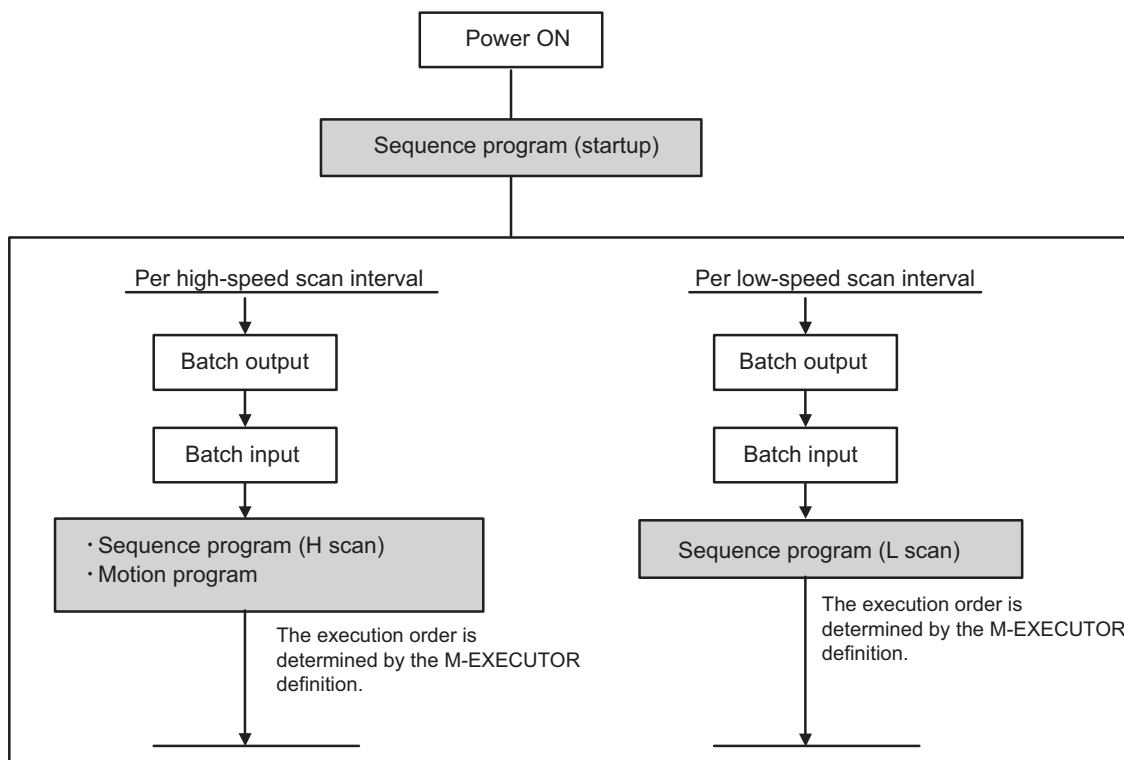 Power ON
Sequence program (startup)
Per high-speed scan interval
Batch output
Batch input
・Sequence program (H scan)
・Motion program
The execution order is
determined by the M-EXECUTOR
definition.
Per low-speed scan interval
Batch output
Batch input
Sequence program (L scan)
The execution order is
determined by the M-EXECUTOR
definition.